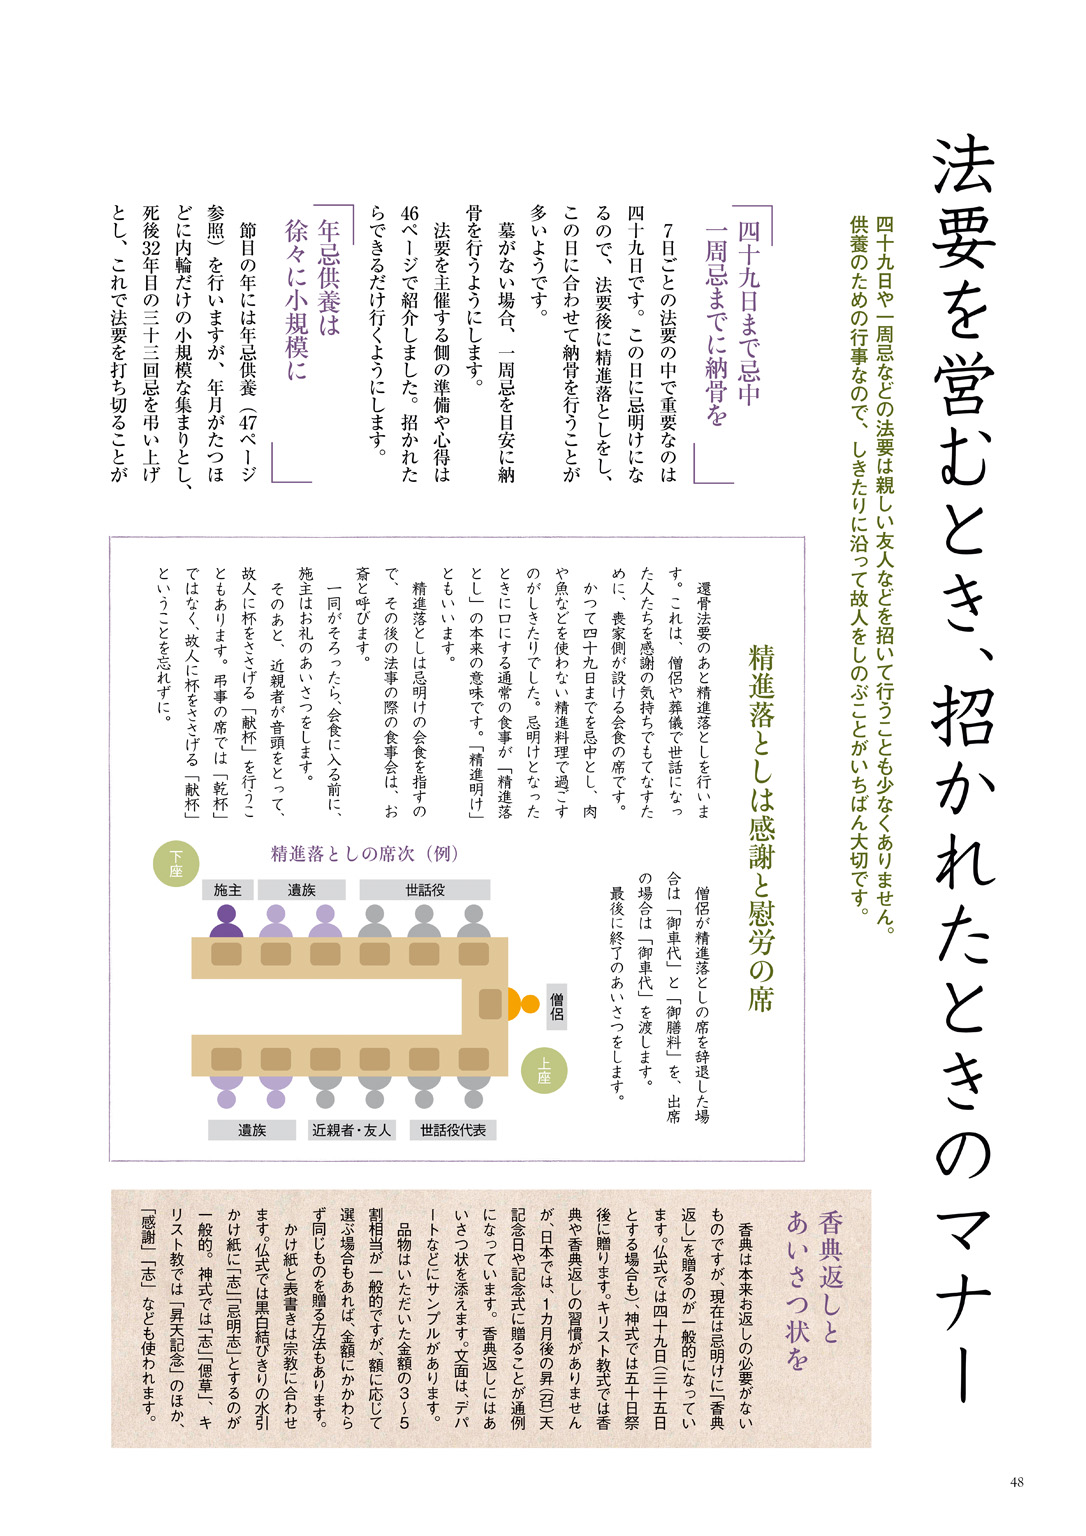 法要を営むとき、招かれたときのマナー
四十九日や一周忌などの法要は親しい友人などを招いて行うことも少なくありません。
供養のための行事なので、しきたりに沿って故人をしのぶことがいちばん大切です。
四十九日まで忌中
一周忌までに納骨を
7日ごとの法要の中で重要なのは
四十九日です。この日に忌明けにな
るので、法要後に精進落としをし、
この日に合わせて納骨を行うことが
多いようです。
墓がない場合、一周忌を目安に納
骨を行うようにします。
法要を主催する側の準備や心得は
46ページで紹介しました。招かれた
らできるだけ行くようにします。
年忌供養は
徐々に小規模に
節目の年には年忌供養（47ページ
参照）を行いますが、年月がたつほ
どに内輪だけの小規模な集まりとし、
死後32年目の三十三回忌を弔い上げ
とし、これで法要を打ち切ることが
精進落としは感謝と慰労の席
還骨法要のあと精進落としを行いま
す。これは、僧侶や葬儀で世話になっ
た人たちを感謝の気持ちでもてなすた
めに、喪家側が設ける会食の席です。
かつて四十九日までを忌中とし、肉
や魚などを使わない精進料理で過ごす
のがしきたりでした。忌明けとなった
ときに口にする通常の食事が「精進落
とし」の本来の意味です。「精進明け」
ともいいます。
精進落としは忌明けの会食を指すの
で、その後の法事の際の食事会は、お
斎と呼びます。
一同がそろったら、会食に入る前に、
施主はお礼のあいさつをします。
そのあと、近親者が音頭をとって、
故人に杯をささげる「献杯」を行うこ
ともあります。弔事の席では「乾杯」
ではなく、故人に杯をささげる「献杯」
ということを忘れずに。
僧侶が精進落としの席を辞退した場
合は「御車代」と「御膳料」を、出席
の場合は「御車代」を渡します。
最後に終了のあいさつをします。
精進落としの席次（例）
下座
施主
遺族
世話役
僧侶
上座
遺族
近親者・友人
世話役代表
香典返しと
あいさつ状を
香典は本来お返しの必要がない
ものですが、現在は忌明けに「香典
返し」を贈るのが一般的になってい
ます。仏式では四十九日（三十五日
とする場合も）、神式では五十日祭
後に贈ります。キリスト教式では香
典や香典返しの習慣がありません
が、日本では、1カ月後の昇（召）天
記念日や記念式に贈ることが通例
になっています。香典返しにはあ
いさつ状を添えます。文面は、デパ
ートなどにサンプルがあります。
品物はいただいた金額の3～5
割相当が一般的ですが、額に応じて
選ぶ場合もあれば、金額にかかわら
ず同じものを贈る方法もあります。
かけ紙と表書きは宗教に合わせ
ます。仏式では黒白結びきりの水引
かけ紙に「志」「忌明志」とするのが
一般的。神式では「志」「偲草」、キ
リスト教では「昇天記念」のほか、
「感謝」「志」なども使われます。
48